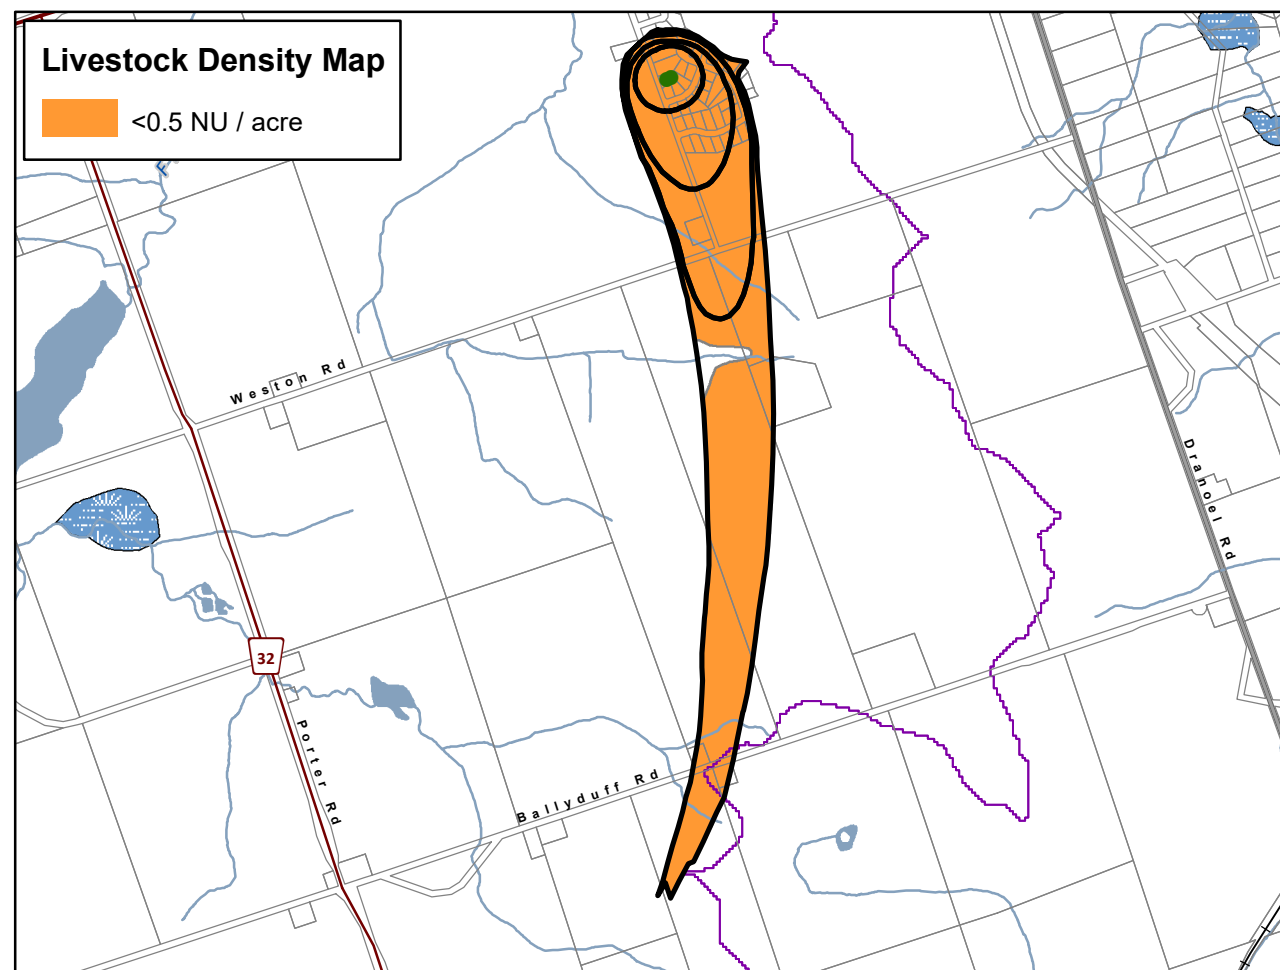 Livestock Density Map
<0.5 NU / acre
Weston Rd
Dranoel Rd
32
Porter Rd
Ballyduff Rd